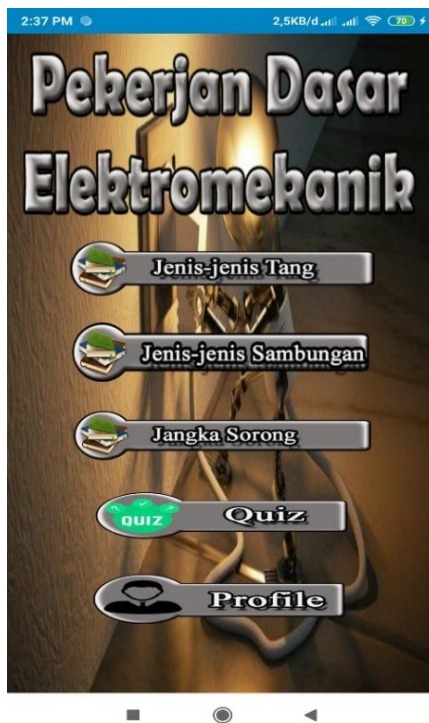 2:37 PM 2,5KB/d 70
Pekerjan Dasar
Elektromekanik
Jenis-jenis Tang
Jenis-jenis Sambungan
Jangka Sorong
QUIZ Quiz
Profile